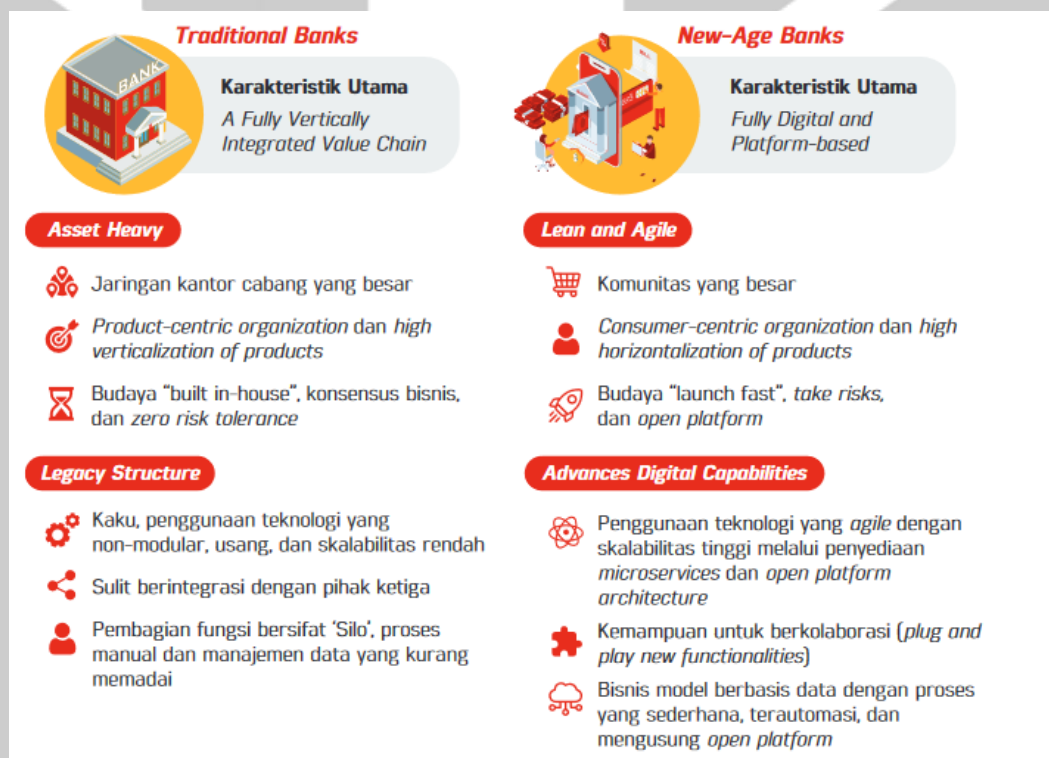 Traditional Banks
BANK
Karakteristik Utama
A Fully Vertically
Integrated Value Chain
Asset Heavy
Jaringan kantor cabang yang besar
Product-centric organization dan high
verticalization of products
Budaya “built in-house”, konsensus bisnis,
dan zero risk tolerance
Legacy Structure
Kaku, penggunaan teknologi yang
non-modular, usang, dan skalabilitas rendah
Sulit berintegrasi dengan pihak ketiga
Pembagian fungsi bersifat ‘Silo’, proses
manual dan manajemen data yang kurang
memadai
New-Age Banks
Karakteristik Utama
Fully Digital and
Platform-based
Lean and Agile
Komunitas yang besar
Consumer-centric organization dan high
horizontalization of products
Budaya “launch fast”, take risks,
dan open platform
Advances Digital Capabilities
Penggunaan teknologi yang agile dengan
skalabilitas tinggi melalui penyediaan
microservices dan open platform
architecture
Kemampuan untuk berkolaborasi (plug and
play new functionalities)
Bisnis model berbasis data dengan proses
yang sederhana, terautomasi, dan
mengusung open platform